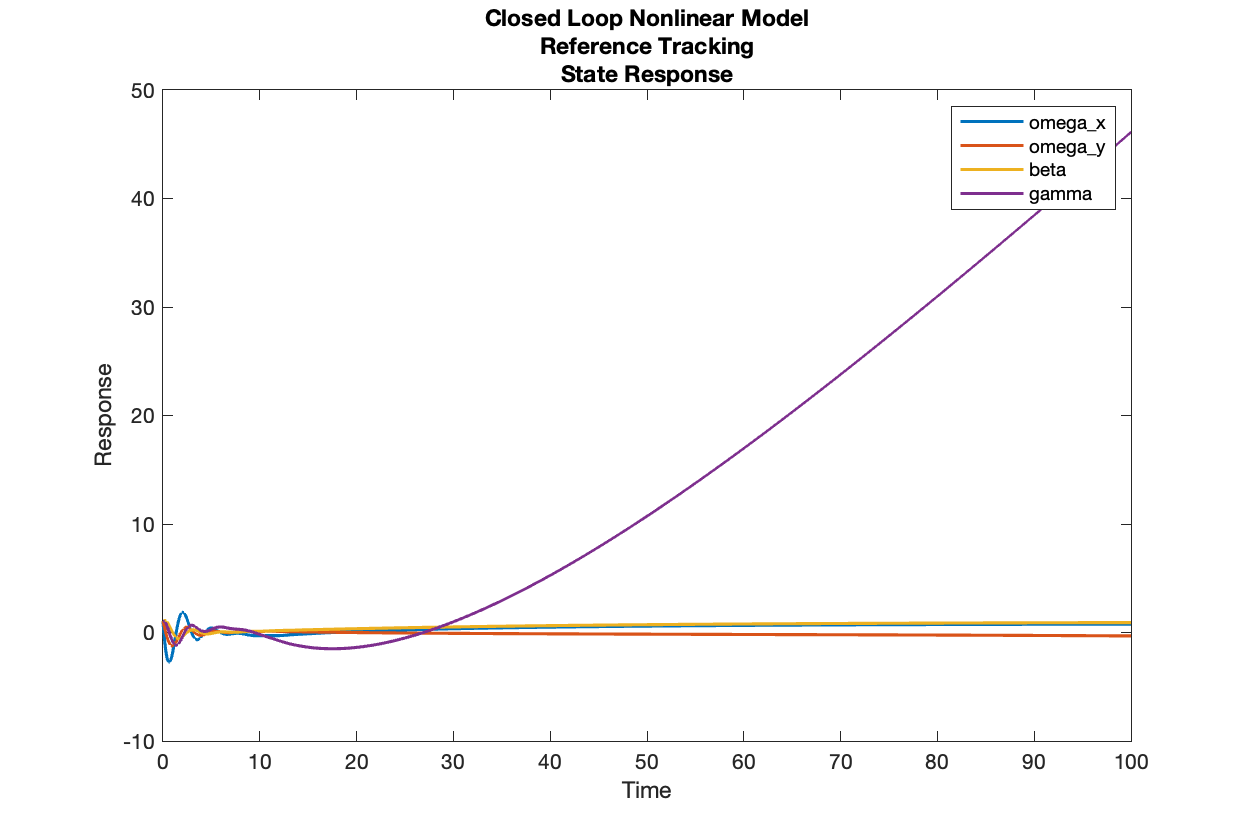 Closed Loop Nonlinear Model
Reference Tracking
State Response
50
40
30
20
10
0
-10
Response
omega_x
omega_y
beta
gamma
0 10 20 30 40 50 60 70 80 90 100
Time